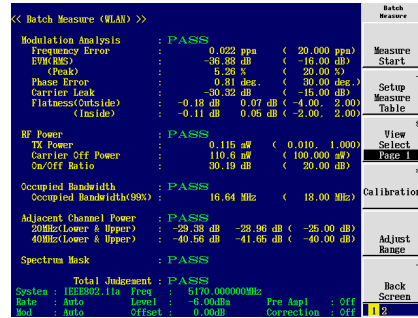 << Batch Measure (WLAN) >>
Batch Measure
Modulation Analysis : PASS
Frequency Error : 0.022 ppm ( 20.000 ppm)
EVM(RMS) : -36.88 dB ( -16.00 dB)
(Peak) : 5.26 % ( 20.00 %)
Phase Error : 0.81 deg. ( 30.00 deg.)
Carrier Leak : -30.32 dB ( -15.00 dB)
Flatness(Outside) : -0.18 dB 0.07 dB ( -4.00, 2.00)
(Inside) : -0.11 dB 0.05 dB ( -2.00, 2.00)
RF Power : PASS
TX Power : 0.115 mW ( 0.010, 1.000)
Carrier Off Power : 110.6 nW ( 100.000 mW)
On/Off Ratio : 30.19 dB ( 20.00 dB)
Occupied Bandwidth : PASS
Occupied Bandwidth(99%) : 16.64 MHz ( 18.00 MHz)
Adjacent Channel Power : PASS
20MHz(Lower & Upper) : -29.38 dB -28.96 dB ( -25.00 dB)
40MHz(Lower & Upper) : -40.56 dB -41.65 dB ( -40.00 dB)
Spectrum Mask : PASS
Total Judgement : PASS
System : IEEE802.11a Freq : 5170.000000MHz
Rate : Auto Level : -6.00dBm Pre Ampl : Off
Mod : Auto Offset : 0.00dB Correction : Off
Measure Start
Setup Measure Table
View Select
Page 1
Calibration
Adjust Range
Back Screen
1 2